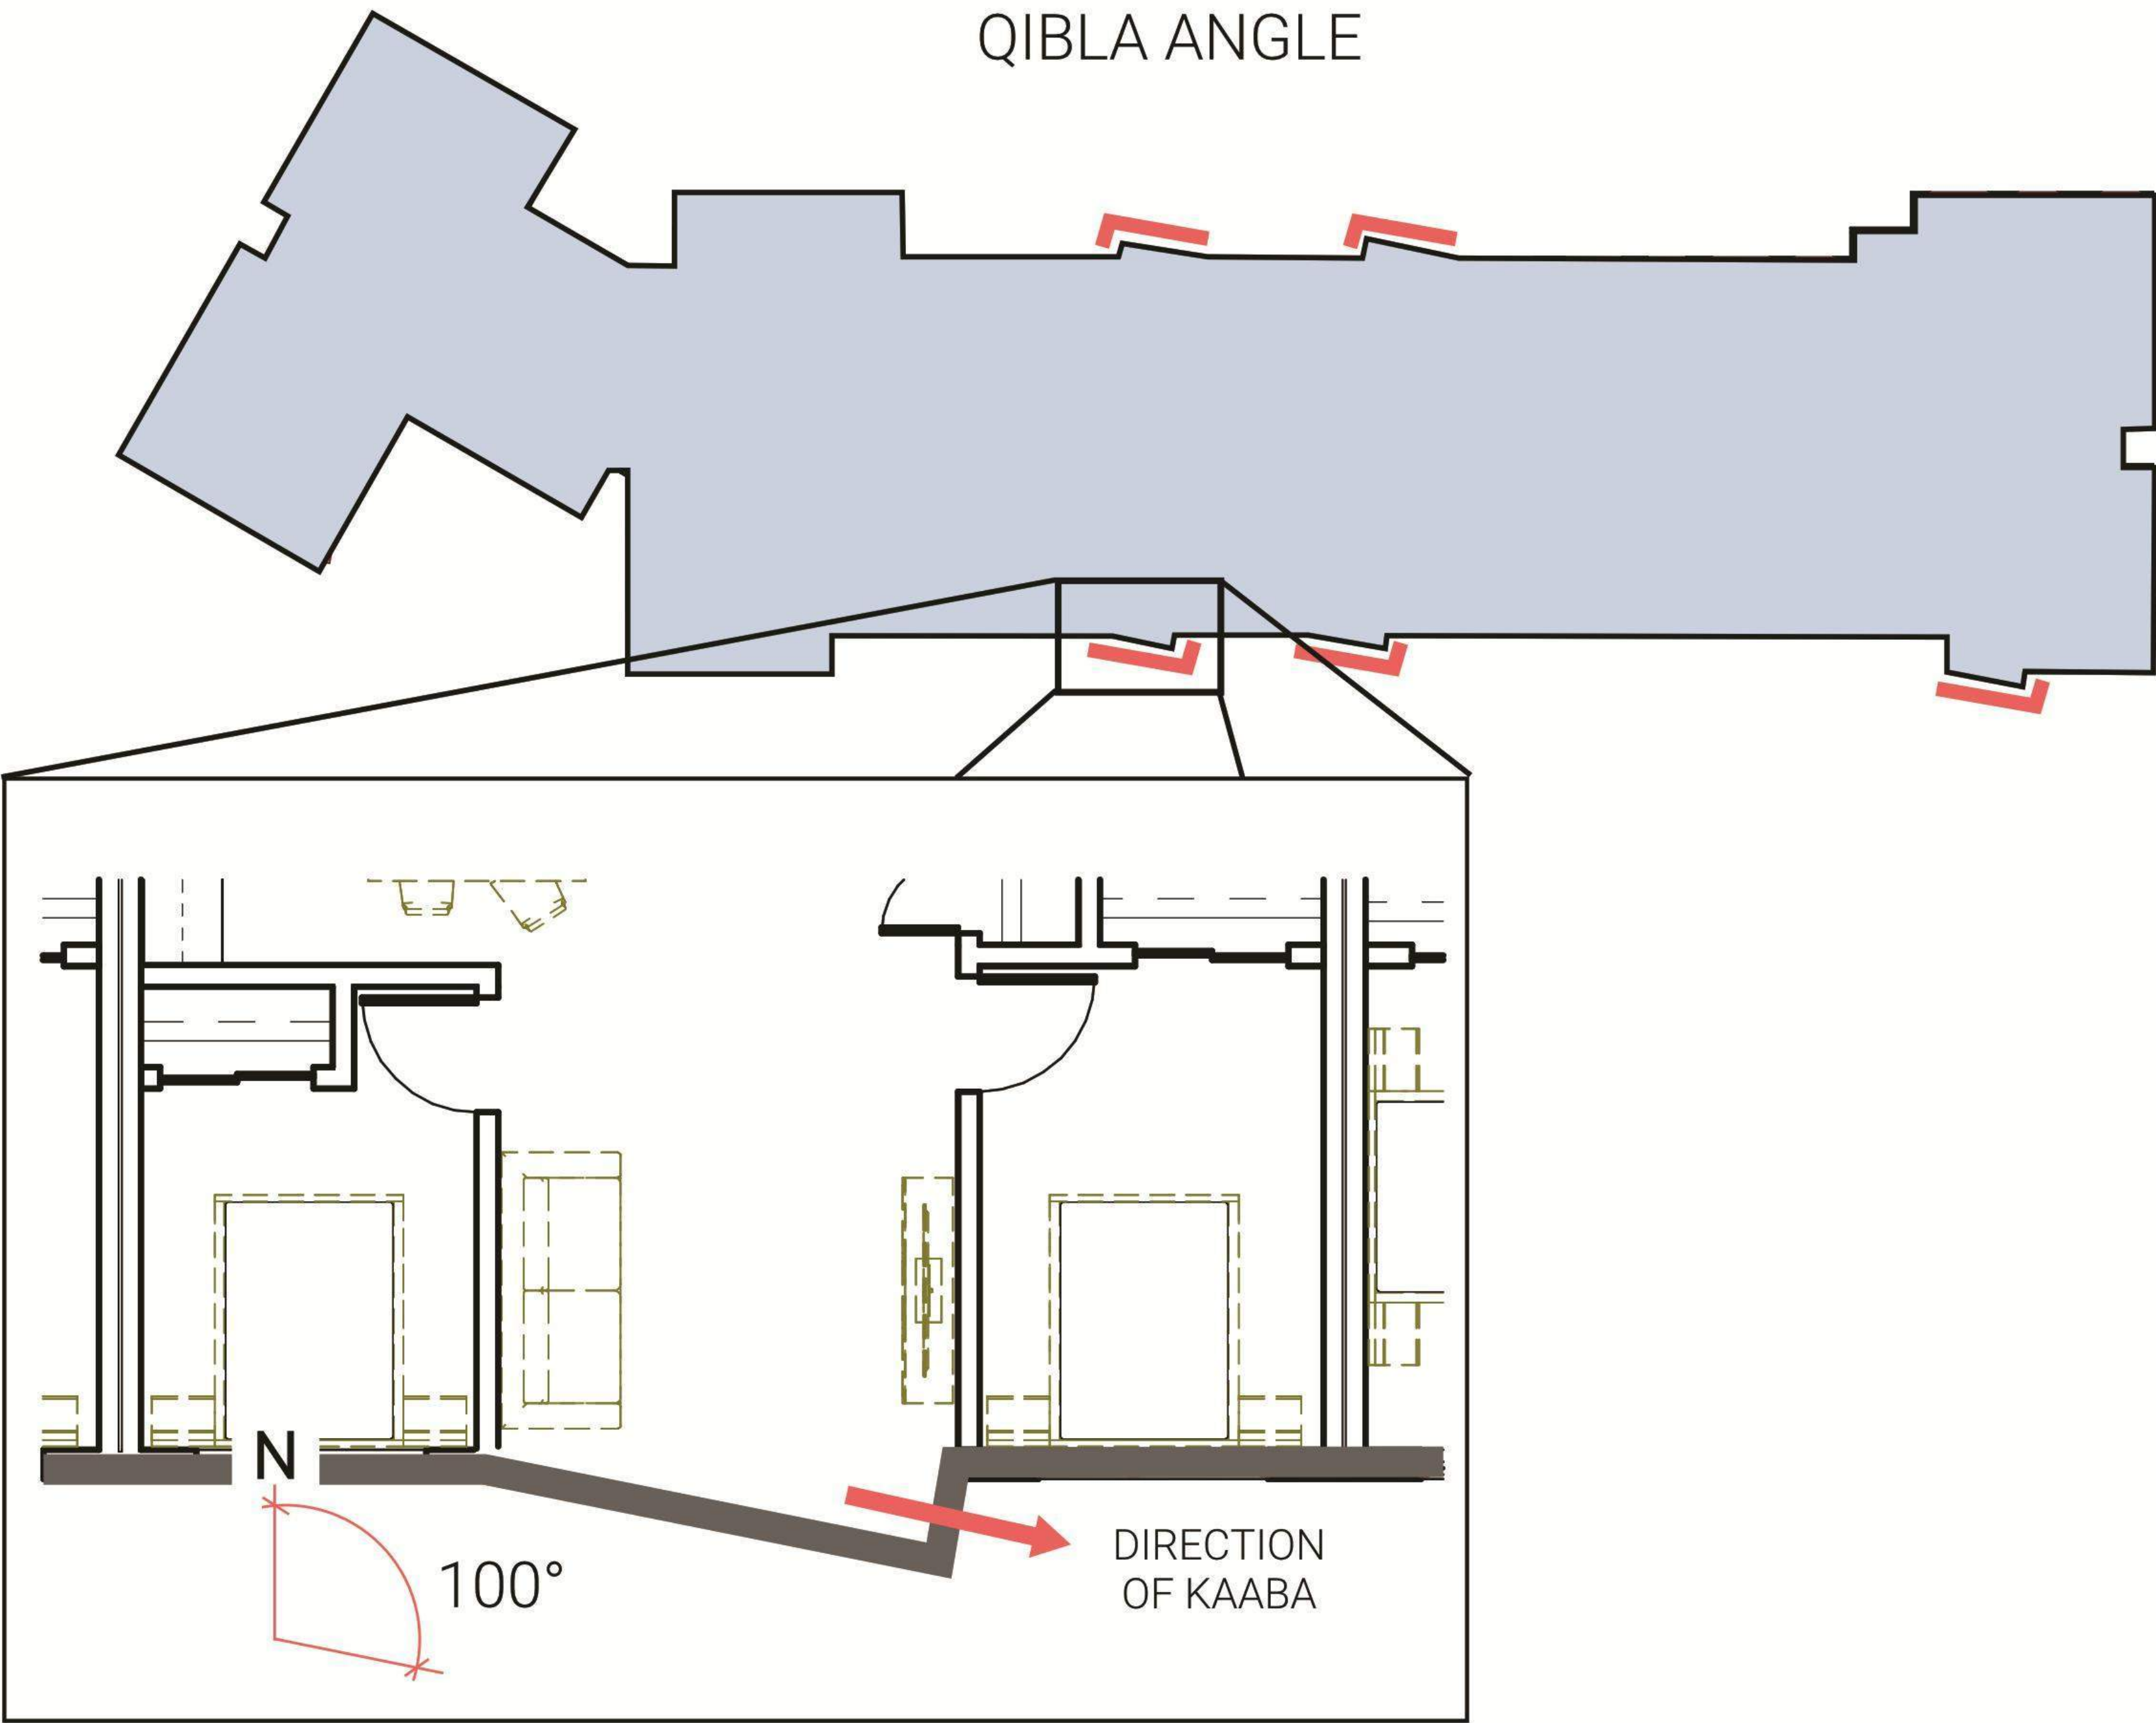 QIBLA ANGLE
N
100°
DIRECTION
OF KAABA